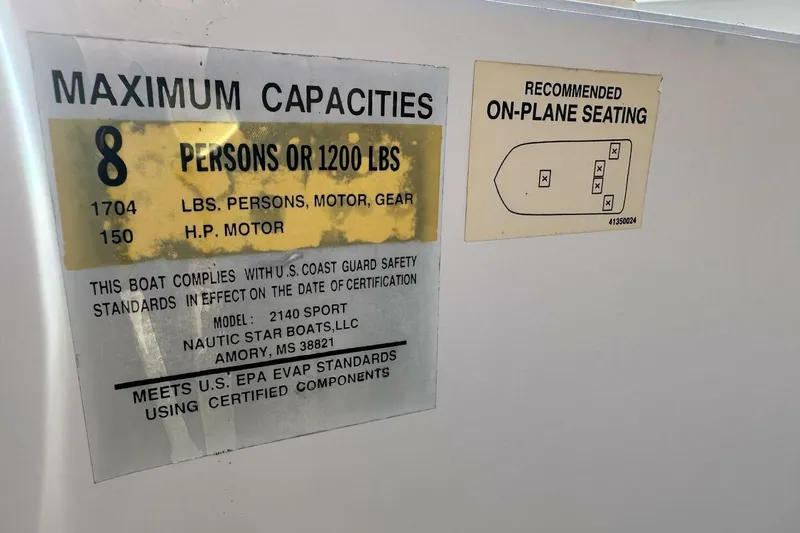 MAXIMUM CAPACITIES
8 PERSONS OR 1200 LBS
1704 LBS. PERSONS, MOTOR, GEAR
150 H.P. MOTOR
THIS BOAT COMPLIES WITH U.S. COAST GUARD SAFETY
STANDARDS IN EFFECT ON THE DATE OF CERTIFICATION
MODEL: 2140 SPORT
NAUTIC STAR BOATS,LLC
AMORY, MS 38821
MEETS U.S. EPA EVAP STANDARDS
USING CERTIFIED COMPONENTS
RECOMMENDED
ON-PLANE SEATING
41350024